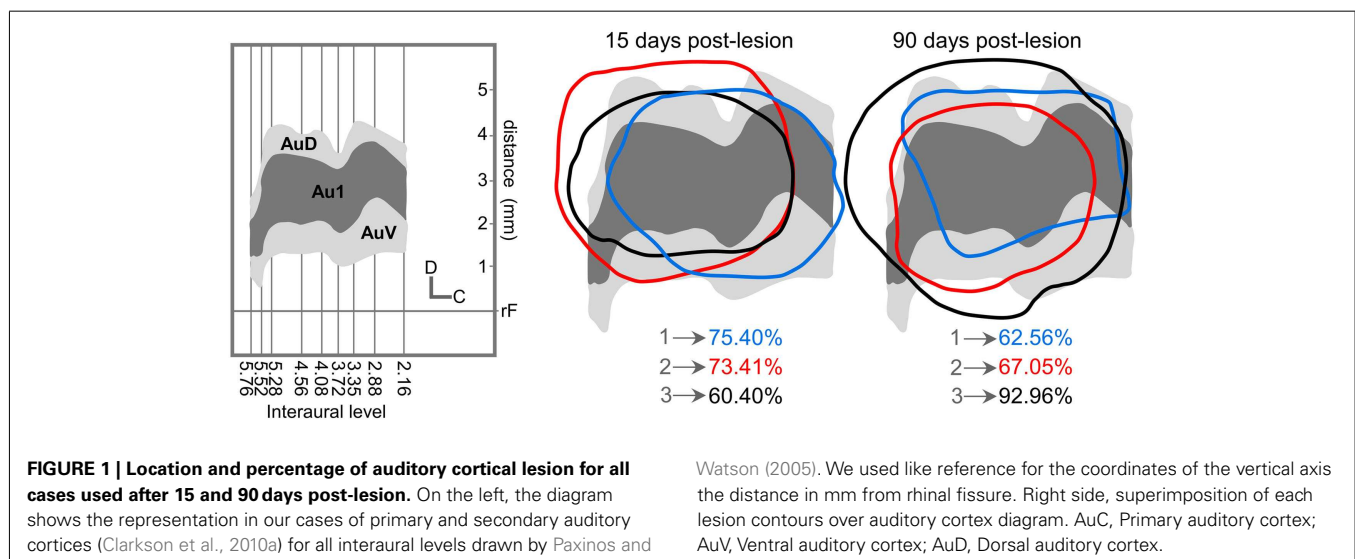 15 days post-lesion
90 days post-lesion
AuD
Au1
AuV
5
4
3
2
1
distance (mm)
D
C
rF
5.76
5.52
5.28
4.56
4.08
3.72
3.35
2.88
2.16
Interaural level
1 → 75.40%
2 → 73.41%
3 → 60.40%
1 → 62.56%
2 → 67.05%
3 → 92.96%
FIGURE 1 | Location and percentage of auditory cortical lesion for all
cases used after 15 and 90 days post-lesion. On the left, the diagram
shows the representation in our cases of primary and secondary auditory
cortices (Clarkson et al., 2010a) for all interaural levels drawn by Paxinos and
Watson (2005). We used like reference for the coordinates of the vertical axis
the distance in mm from rhinal fissure. Right side, superimposition of each
lesion contours over auditory cortex diagram. AuC, Primary auditory cortex;
AuV, Ventral auditory cortex; AuD, Dorsal auditory cortex.